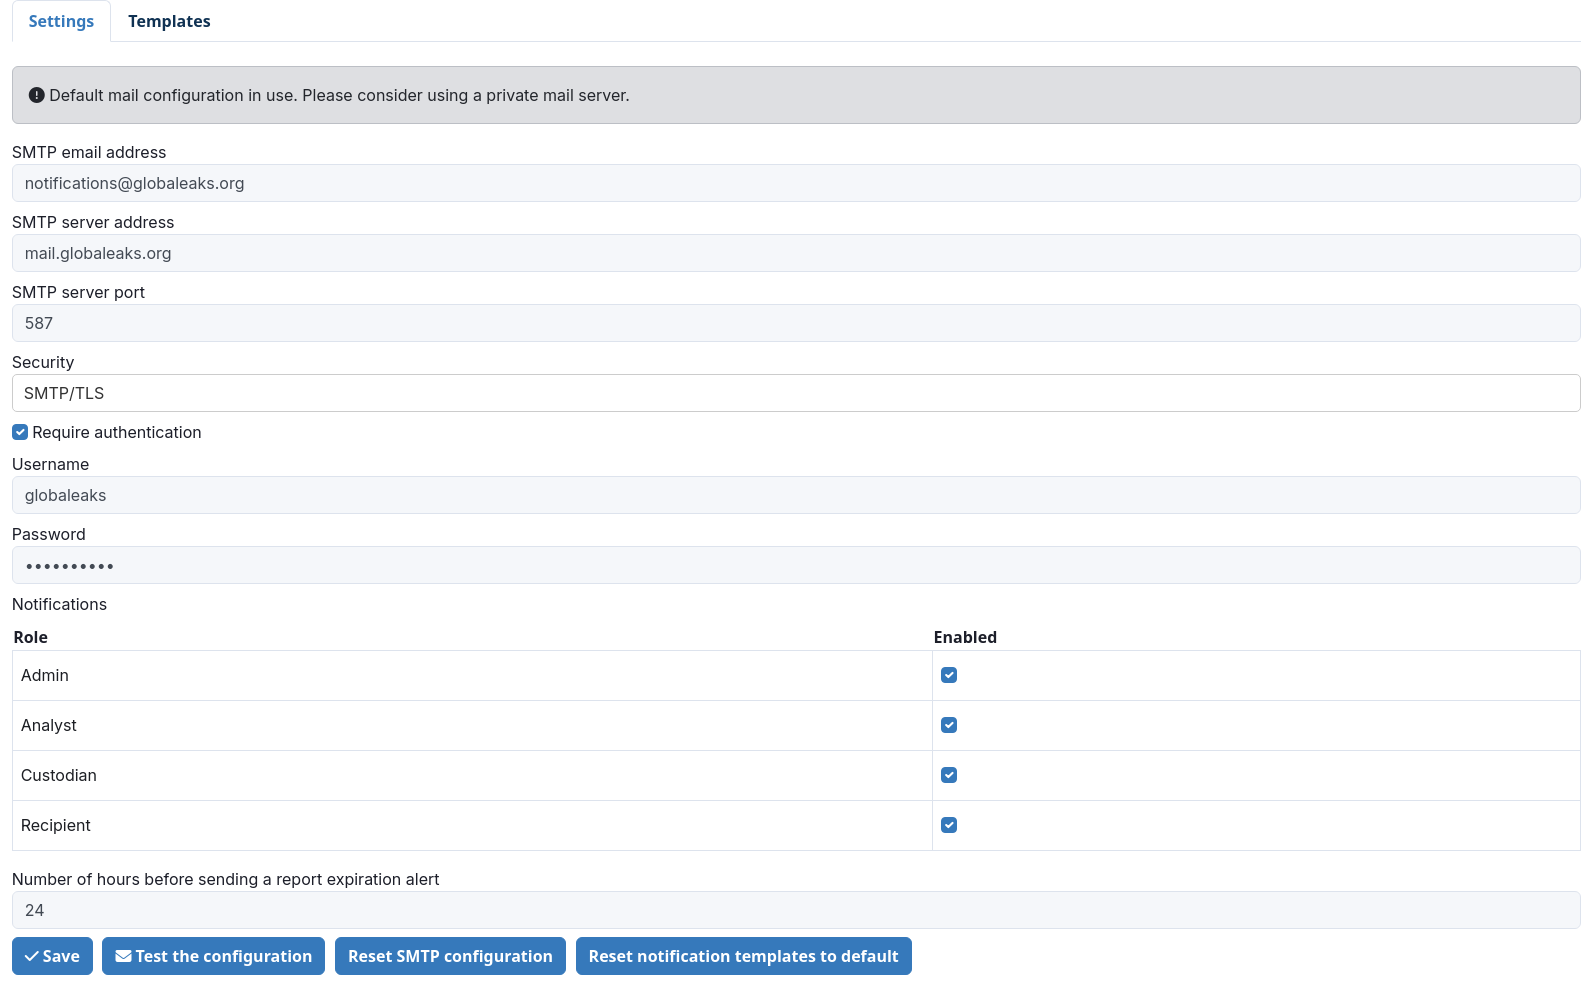 Settings Templates
Default mail configuration in use. Please consider using a private mail server.
SMTP email address
notifications@globaleaks.org
SMTP server address
mail.globaleaks.org
SMTP server port
587
Security
SMTP/TLS
Require authentication
Username
globaleaks
Password
••••••••••
Notifications
Role Enabled
Admin
Analyst
Custodian
Recipient
Number of hours before sending a report expiration alert
24
Save Test the configuration Reset SMTP configuration Reset notification templates to default